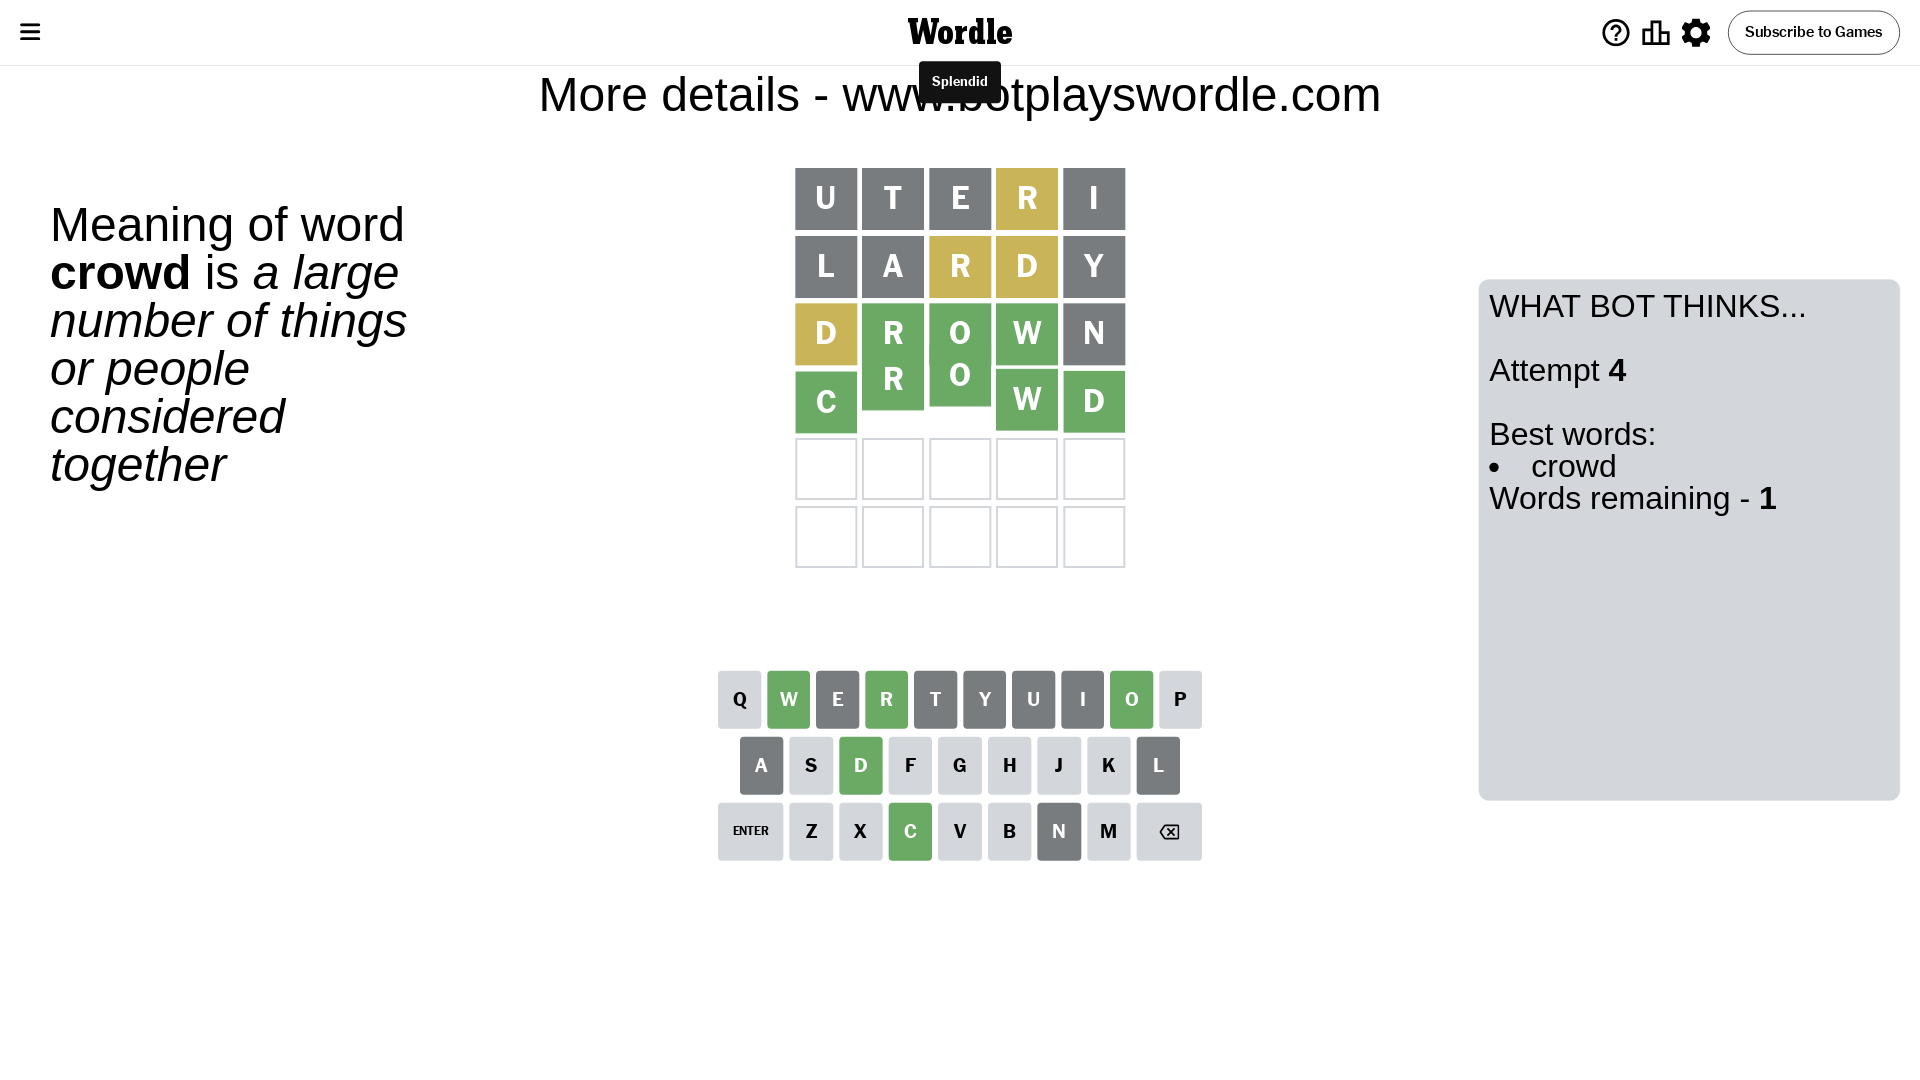 Wordle
Subscribe to Games
Splendid
More details - www.botplayswordle.com
Meaning of word
crowd is a large
number of things
or people
considered
together
U T E R I
L A R D Y
D R O W N
C R O W D
WHAT BOT THINKS...
Attempt 4
Best words:
• crowd
Words remaining - 1
Q W E R T Y U I O P
A S D F G H J K L
ENTER Z X C V B N M